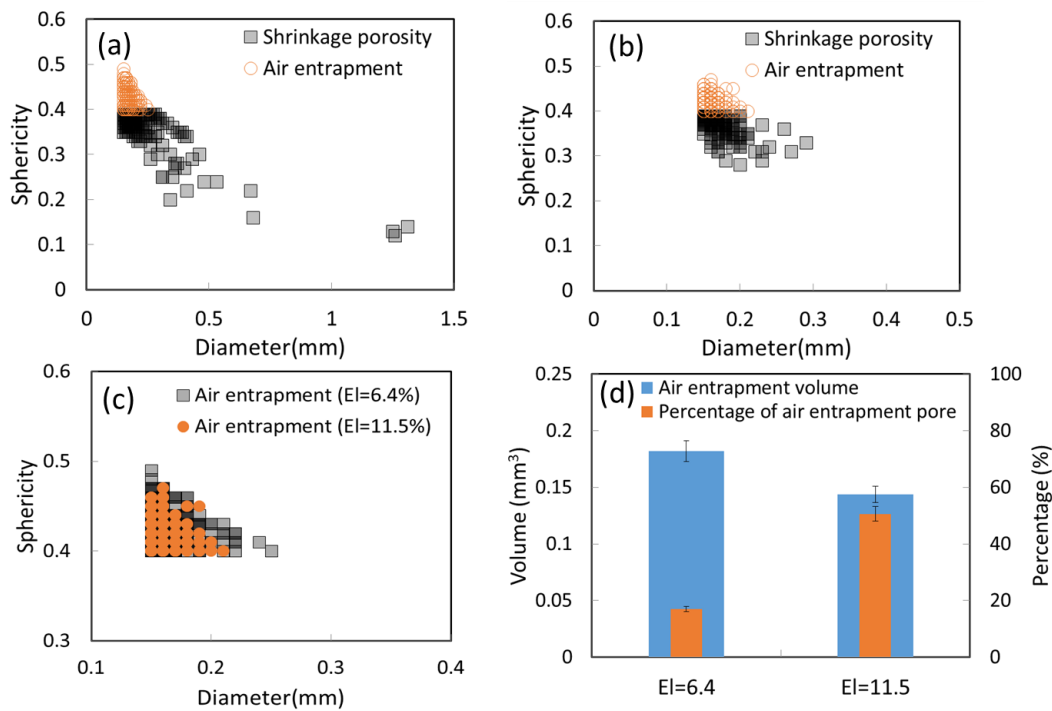 (a)
Shrinkage porosity
Air entrapment
Sphericity
0.6
0.5
0.4
0.3
0.2
0.1
0
0
0.5
1
1.5
Diameter(mm)
(b)
Shrinkage porosity
Air entrapment
Sphericity
0.6
0.5
0.4
0.3
0.2
0.1
0
0
0.1
0.2
0.3
0.4
0.5
Diameter(mm)
(c)
Air entrapment (El=6.4%)
Air entrapment (El=11.5%)
Sphericity
0.6
0.5
0.4
0.3
0.1
0.2
0.3
0.4
Diameter(mm)
(d)
Air entrapment volume
Percentage of air entrapment pore
Volume (mm³)
0.25
0.2
0.15
0.1
0.05
0
100
80
60
40
20
0
Percentage (%)
El=6.4
El=11.5